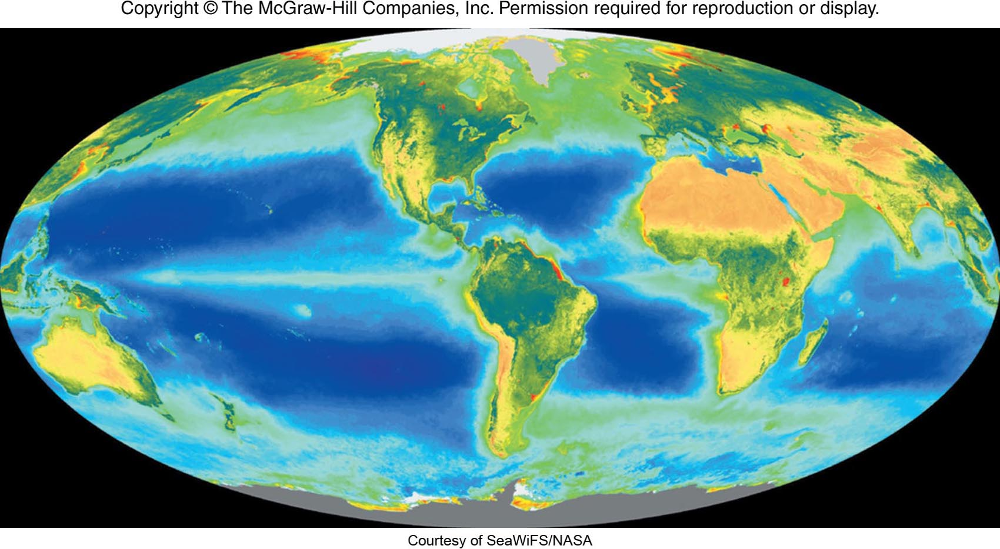 Copyright © The McGraw-Hill Companies, Inc. Permission required for reproduction or display.
Courtesy of SeaWiFS/NASA